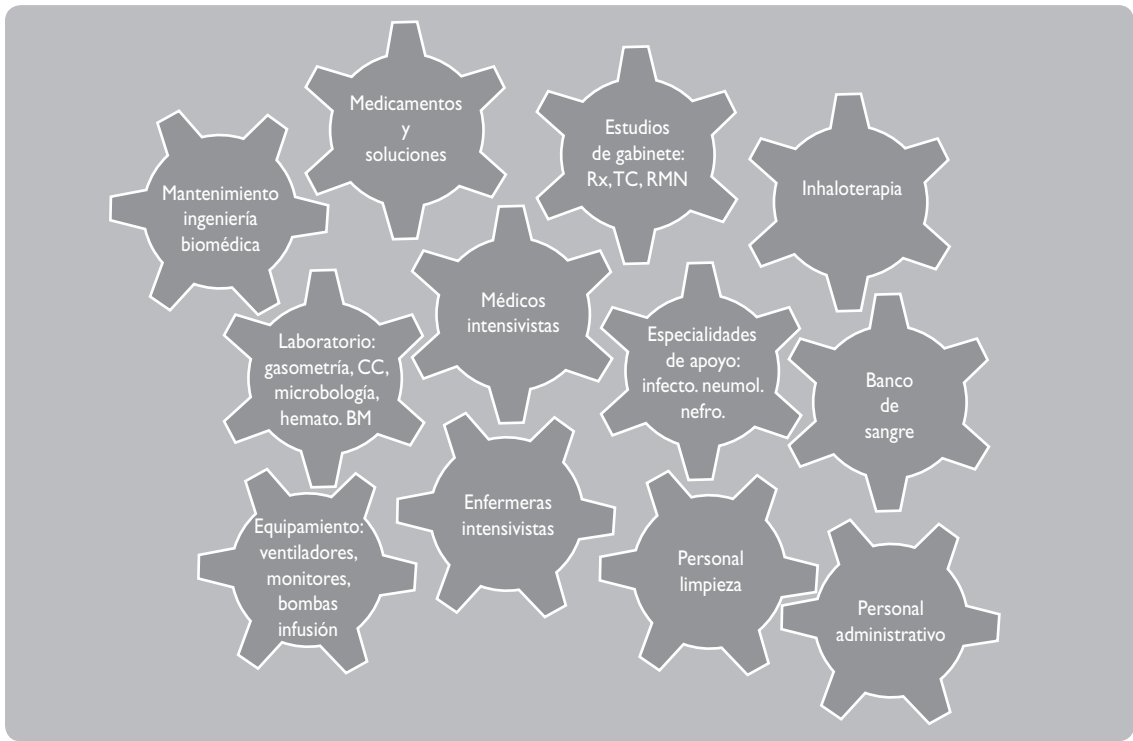 Medicamentos
y
soluciones
Estudios
de gabinete:
Rx, TC, RMN
Inhaloterapia
Mantenimiento
ingeniería
biomédica
Médicos
intensivistas
Laboratorio:
gasometría, CC,
microbología,
hemato. BM
Especialidades
de apoyo:
infecto. neumol.
nefro.
Banco
de
sangre
Enfermeras
intensivistas
Equipamiento:
ventiladores,
monitores,
bombas
infusión
Personal
limpieza
Personal
administrativo